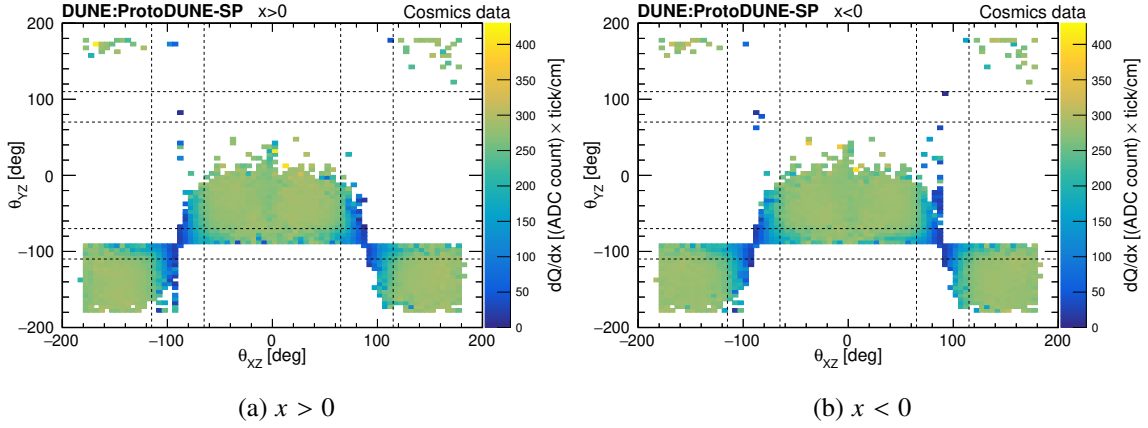 DUNE:ProtoDUNE-SP x>0 Cosmics data
200
100
0
−100
−200
θYZ [deg]
−200 −100 0 100 200
θXZ [deg]
400
350
300
250
200
150
100
50
0
dQ/dx [(ADC count) × tick/cm]
(a) x > 0
DUNE:ProtoDUNE-SP x<0 Cosmics data
200
100
0
−100
−200
θYZ [deg]
−200 −100 0 100 200
θXZ [deg]
400
350
300
250
200
150
100
50
0
dQ/dx [(ADC count) × tick/cm]
(b) x < 0